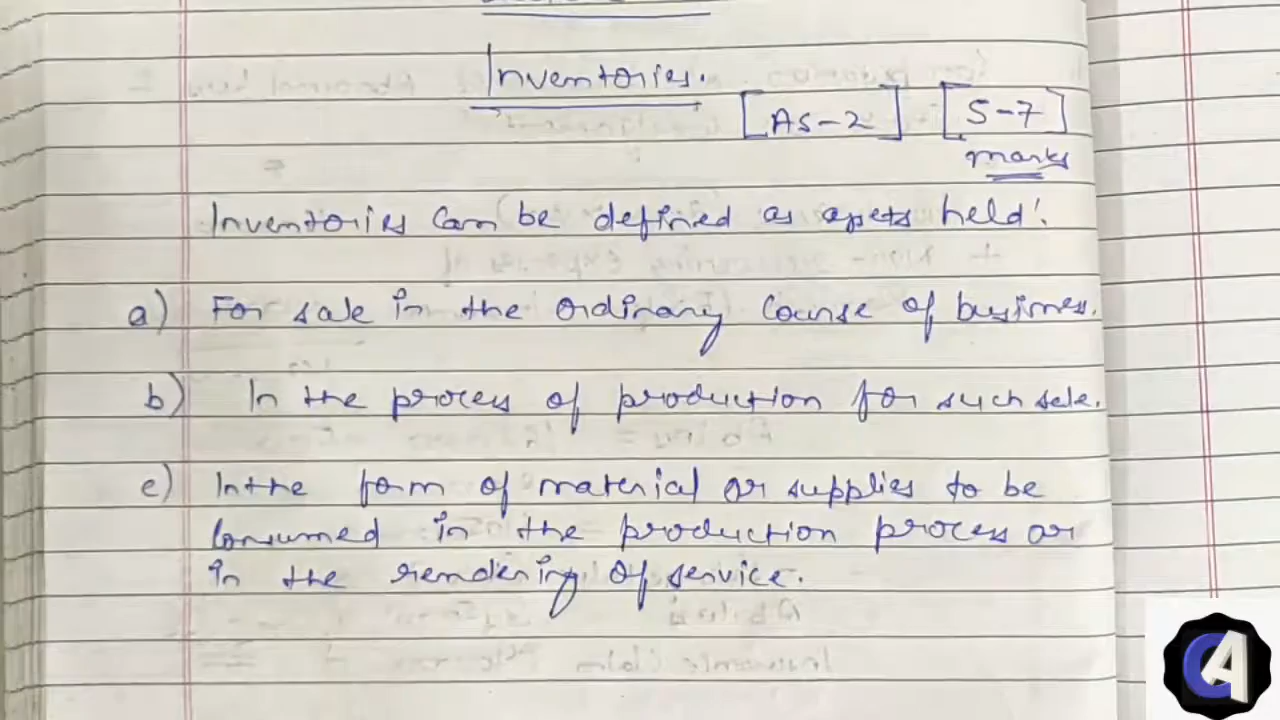 Inventories.
[AS-2] [5-7]
marks
Inventories can be defined as assets held:
a) For sale in the ordinary course of business.
b) In the process of production for such sale.
c) In the form of material or supplies to be
consumed in the production process or
in the rendering of service.
CA